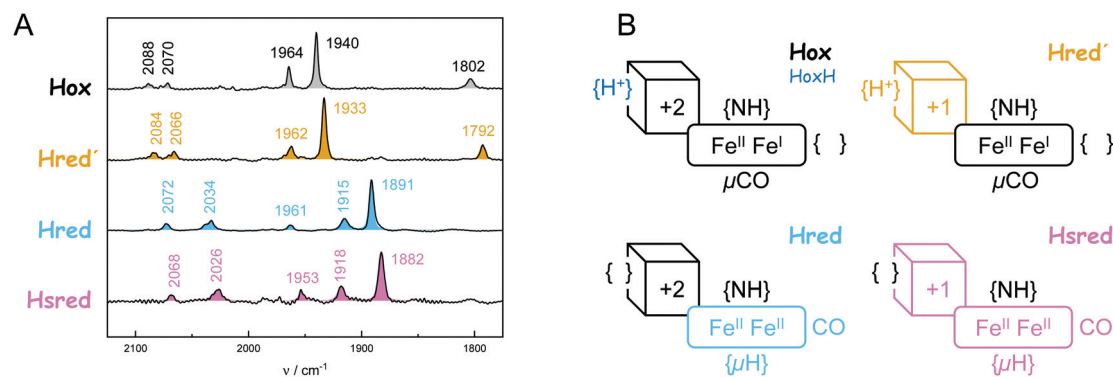 A
Hox
2088
2070
1964
1940
1802
Hred´
2084
2066
1962
1933
1792
Hred
2072
2034
1961
1915
1891
Hsred
2068
2026
1953
1918
1882
2100
2000
1900
1800
ν / cm⁻¹
B
Hox
HoxH
{H⁺}
+2
{NH}
Feᴵᴵ Feᴵ
{ }
µCO
Hred´
{H⁺}
+1
{NH}
Feᴵᴵ Feᴵ
{ }
µCO
Hred
{ }
+2
{NH}
Feᴵᴵ Feᴵᴵ
CO
{µH}
Hsred
{ }
+1
{NH}
Feᴵᴵ Feᴵᴵ
CO
{µH}